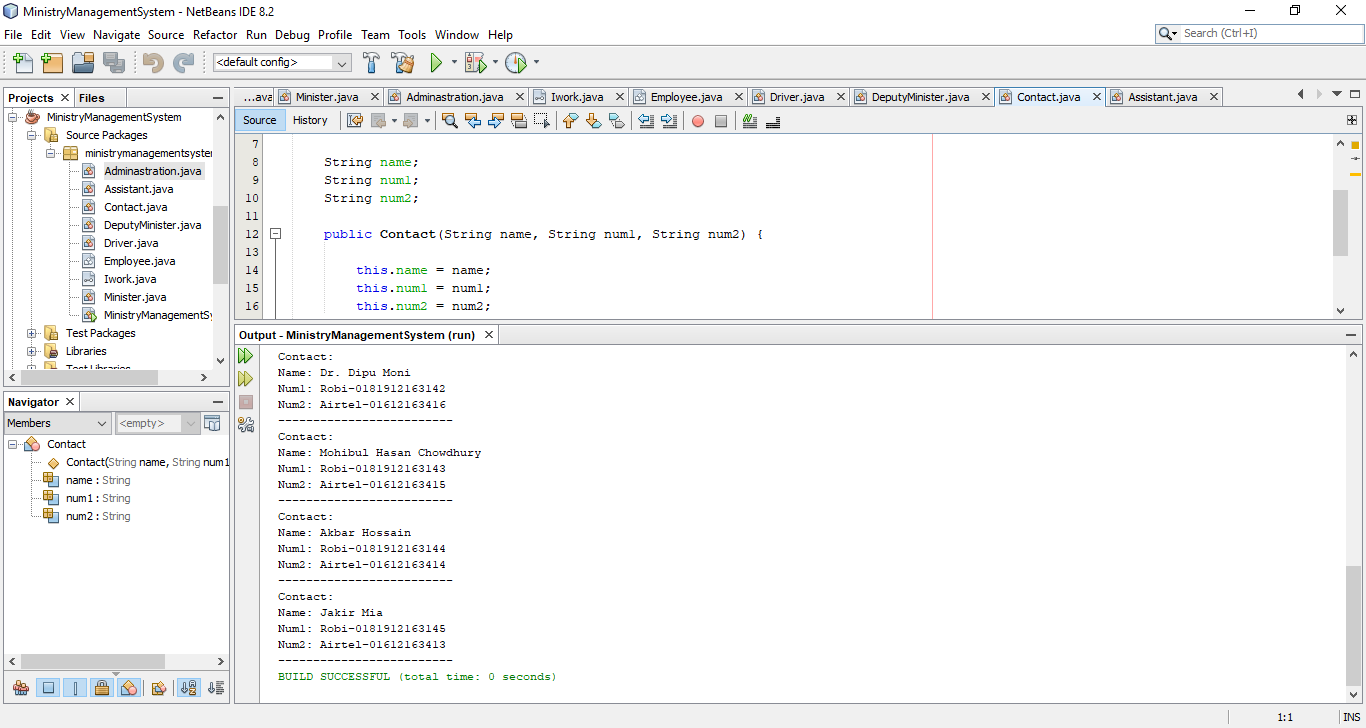 MinistryManagementSystem - NetBeans IDE 8.2
File Edit View Navigate Source Refactor Run Debug Profile Team Tools Window Help
Search (Ctrl+I)
<default config>
Projects Files
MinistryManagementSystem
Source Packages
ministrymanagementsyste
Adminastration.java
Assistant.java
Contact.java
DeputyMinister.java
Driver.java
Employee.java
Iwork.java
Minister.java
MinistryManagementSy
Test Packages
Libraries
Test Libraries
Navigator
Members <empty>
Contact
Contact(String name, String num1
name : String
num1 : String
num2 : String
...ava Minister.java Adminastration.java Iwork.java Employee.java Driver.java DeputyMinister.java Contact.java Assistant.java
Source History
7
8 String name;
9 String num1;
10 String num2;
11
12 public Contact(String name, String num1, String num2) {
13
14 this.name = name;
15 this.num1 = num1;
16 this.num2 = num2;
Output - MinistryManagementSystem (run)
Contact:
Name: Dr. Dipu Moni
Num1: Robi-0181912163142
Num2: Airtel-01612163416
-------------------------
Contact:
Name: Mohibul Hasan Chowdhury
Num1: Robi-0181912163143
Num2: Airtel-01612163415
-------------------------
Contact:
Name: Akbar Hossain
Num1: Robi-0181912163144
Num2: Airtel-01612163414
-------------------------
Contact:
Name: Jakir Mia
Num1: Robi-0181912163145
Num2: Airtel-01612163413
-------------------------
BUILD SUCCESSFUL (total time: 0 seconds)
1:1 INS